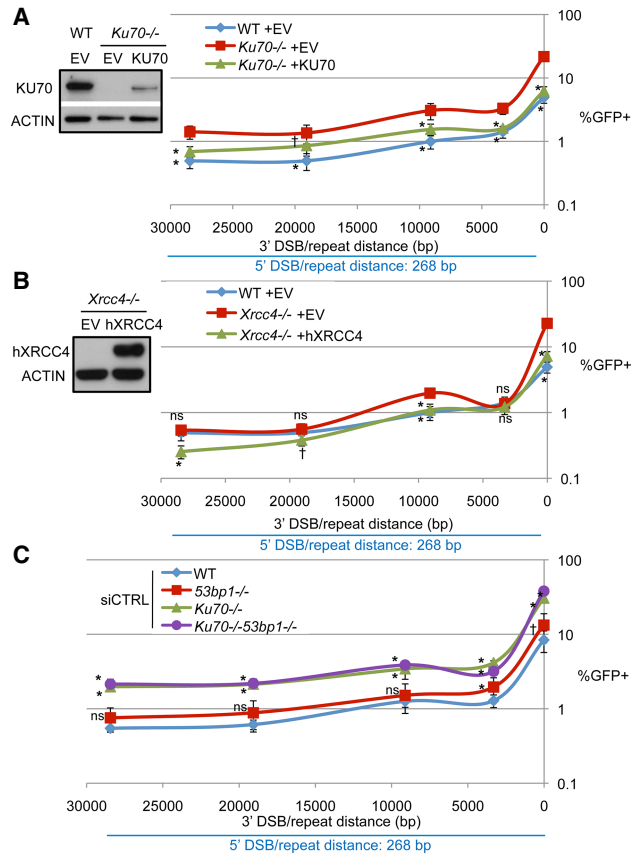 A
WT Ku70-/-
EV EV KU70
KU70
ACTIN
WT +EV
Ku70-/- +EV
Ku70-/- +KU70
100
10
1
0.1
%GFP+
* * † * * * * * * *
30000 25000 20000 15000 10000 5000 0
3' DSB/repeat distance (bp)
5' DSB/repeat distance: 268 bp
B
Xrcc4-/-
EV hXRCC4
hXRCC4
ACTIN
WT +EV
Xrcc4-/- +EV
Xrcc4-/- +hXRCC4
100
10
1
0.1
%GFP+
ns * ns † * * ns ns * *
30000 25000 20000 15000 10000 5000 0
3' DSB/repeat distance (bp)
5' DSB/repeat distance: 268 bp
C
siCTRL
WT
53bp1-/-
Ku70-/-
Ku70-/-53bp1-/-
100
10
1
0.1
%GFP+
* * ns * * ns * * ns * * * * * †
30000 25000 20000 15000 10000 5000 0
3' DSB/repeat distance (bp)
5' DSB/repeat distance: 268 bp